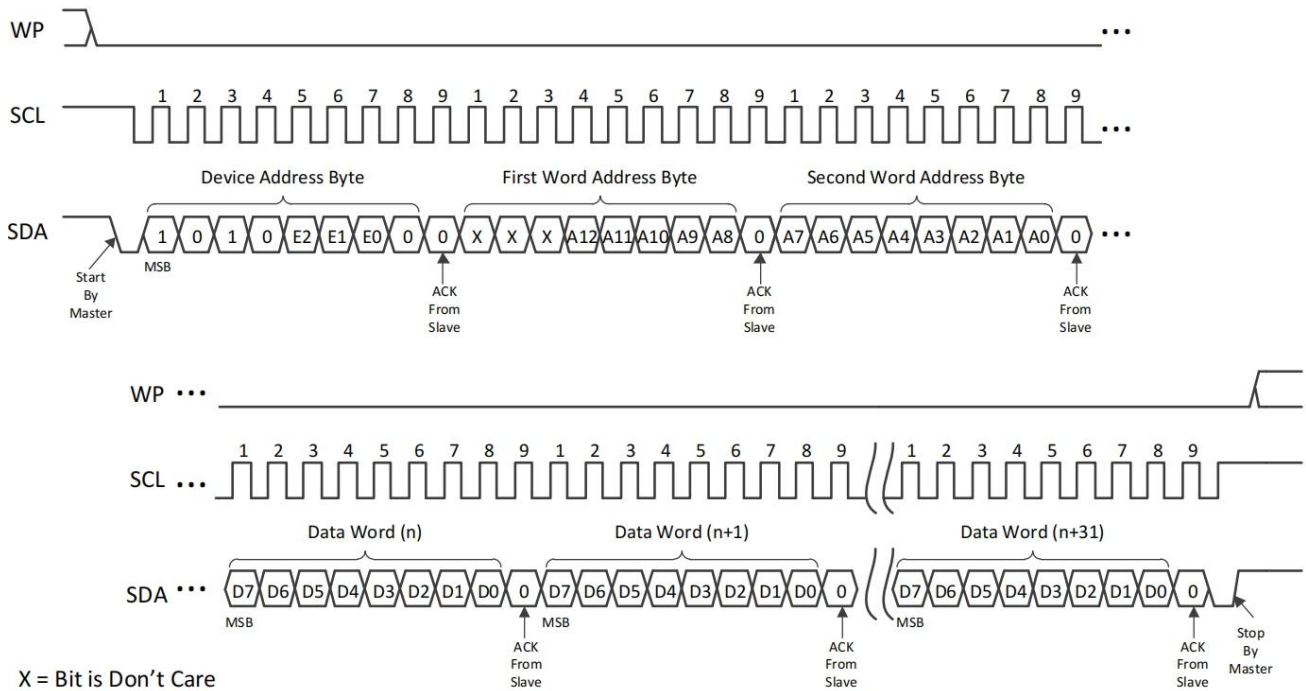 WP ...
SCL 1 2 3 4 5 6 7 8 9 1 2 3 4 5 6 7 8 9 1 2 3 4 5 6 7 8 9 ...
Device Address Byte First Word Address Byte Second Word Address Byte
SDA 1 0 1 0 E2 E1 E0 0 0 X X X A12 A11 A10 A9 A8 0 A7 A6 A5 A4 A3 A2 A1 A0 0 ...
MSB
Start
By
Master
ACK
From
Slave
ACK
From
Slave
ACK
From
Slave
WP ...
SCL ... 1 2 3 4 5 6 7 8 9 1 2 3 4 5 6 7 8 9 1 2 3 4 5 6 7 8 9
Data Word (n) Data Word (n+1) Data Word (n+31)
SDA ... D7 D6 D5 D4 D3 D2 D1 D0 0 D7 D6 D5 D4 D3 D2 D1 D0 0 D7 D6 D5 D4 D3 D2 D1 D0 0
MSB MSB MSB
ACK
From
Slave
ACK
From
Slave
ACK
From
Slave
Stop
By
Master
X = Bit is Don't Care